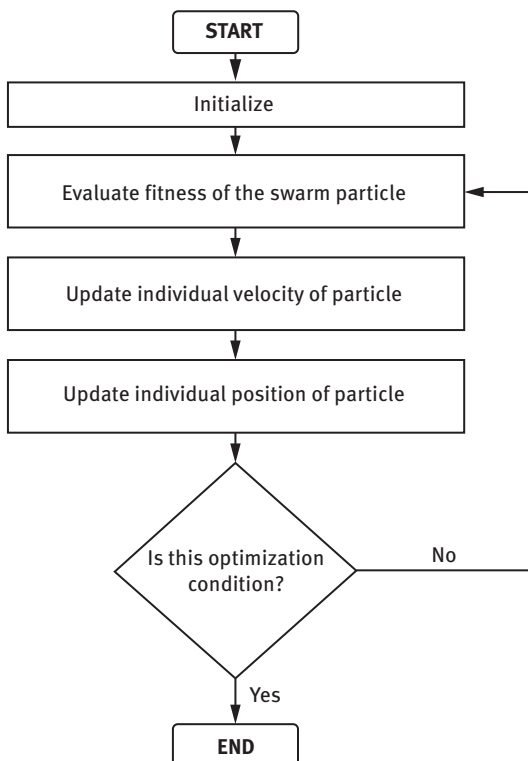 START
Initialize
Evaluate fitness of the swarm particle
Update individual velocity of particle
Update individual position of particle
Is this optimization
condition?
No
Yes
END